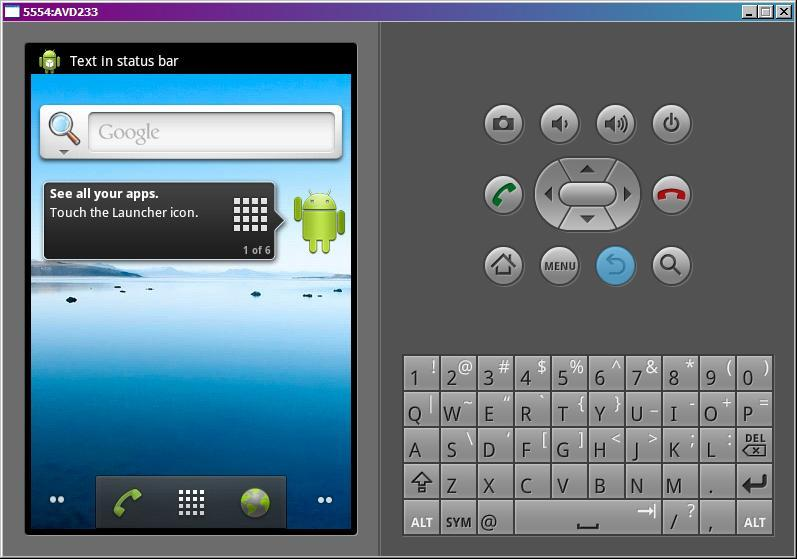 5554:AVD233
Text in status bar
Google
See all your apps.
Touch the Launcher icon.
1 of 6
MENU
1 ! 2 @ 3 # 4 $ 5 % 6 ^ 7 & 8 * 9 ( 0 )
Q | W ~ E “ R ` T { Y } U _ I - O + P =
A S \ D ‘ F [ G ] H < J > K ; L : DEL
Z X C V B N M .
ALT SYM @ / ? , ALT